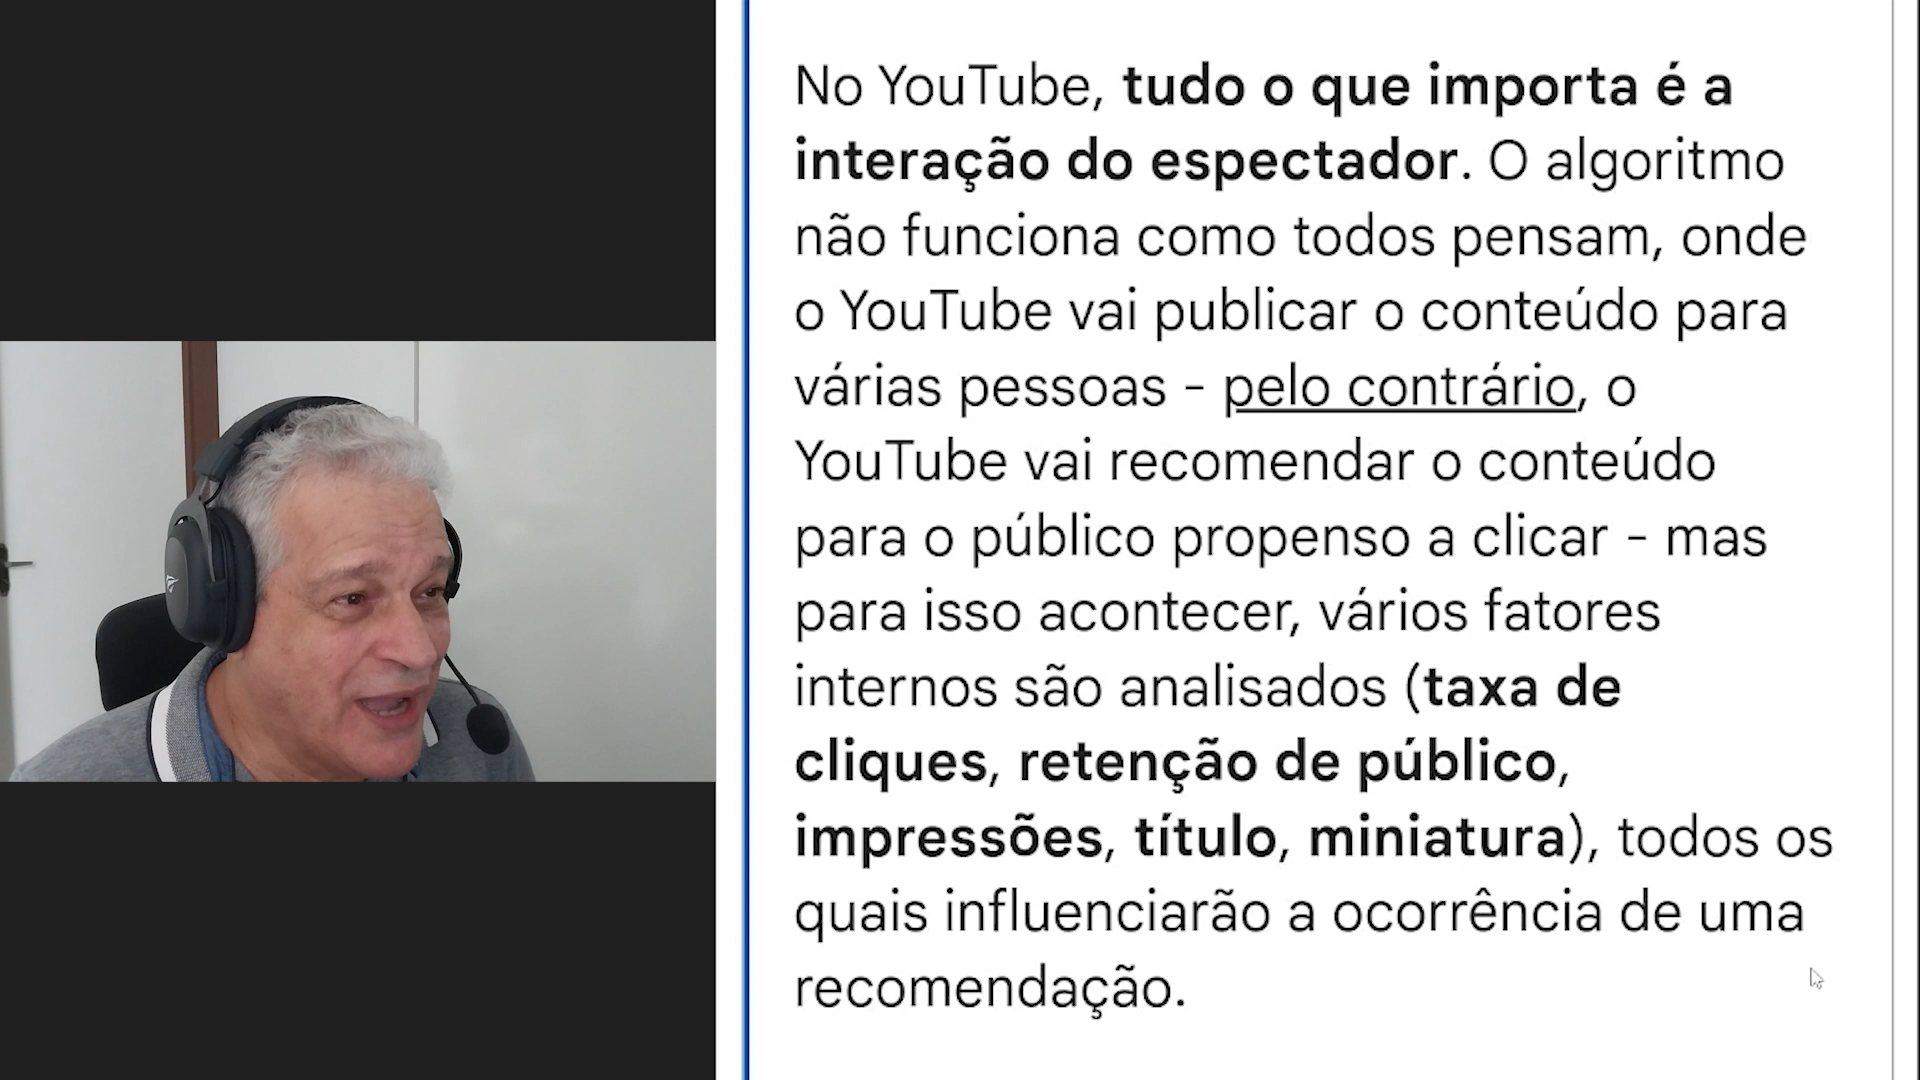 No YouTube, tudo o que importa é a
interação do espectador. O algoritmo
não funciona como todos pensam, onde
o YouTube vai publicar o conteúdo para
várias pessoas - pelo contrário, o
YouTube vai recomendar o conteúdo
para o público propenso a clicar - mas
para isso acontecer, vários fatores
internos são analisados (taxa de
cliques, retenção de público,
impressões, título, miniatura), todos os
quais influenciarão a ocorrência de uma
recomendação.